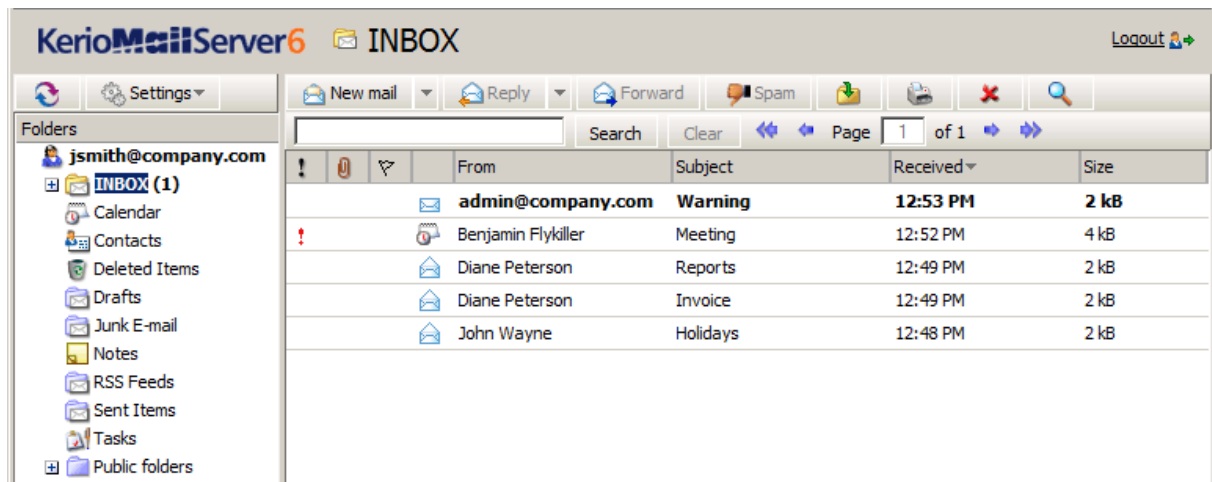 KerioMailServer6 INBOX Logout
Settings New mail Reply Forward Spam
Folders Search Clear Page 1 of 1
jsmith@company.com
INBOX (1)
Calendar
Contacts
Deleted Items
Drafts
Junk E-mail
Notes
RSS Feeds
Sent Items
Tasks
Public folders
! From Subject Received Size
admin@company.com Warning 12:53 PM 2 kB
Benjamin Flykiller Meeting 12:52 PM 4 kB
Diane Peterson Reports 12:49 PM 2 kB
Diane Peterson Invoice 12:49 PM 2 kB
John Wayne Holidays 12:48 PM 2 kB